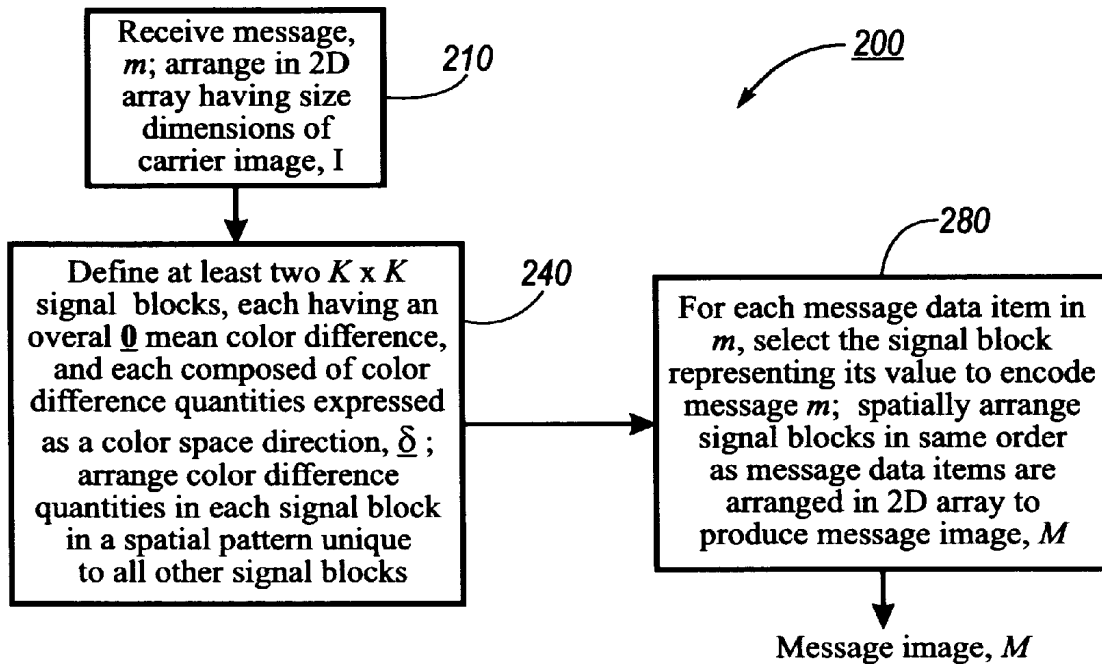 Receive message,
m; arrange in 2D
array having size
dimensions of
carrier image, I
210
200
Define at least two K x K
signal blocks, each having an
overal 0 mean color difference,
and each composed of color
difference quantities expressed
as a color space direction, δ ;
arrange color difference
quantities in each signal block
in a spatial pattern unique
to all other signal blocks
240
280
For each message data item in
m, select the signal block
representing its value to encode
message m; spatially arrange
signal blocks in same order
as message data items are
arranged in 2D array to
produce message image, M
Message image, M